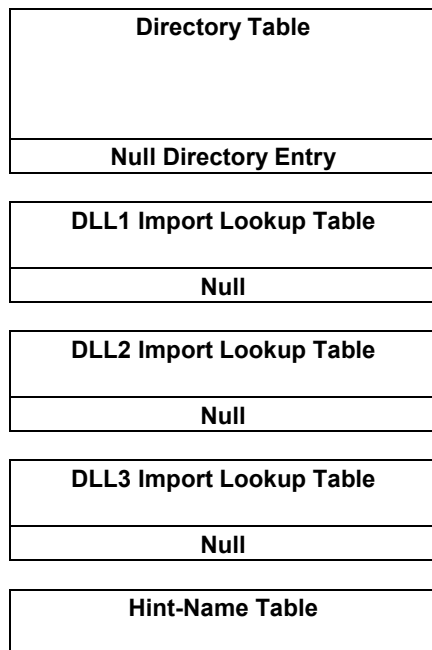 Directory Table
Null Directory Entry
DLL1 Import Lookup Table
Null
DLL2 Import Lookup Table
Null
DLL3 Import Lookup Table
Null
Hint-Name Table